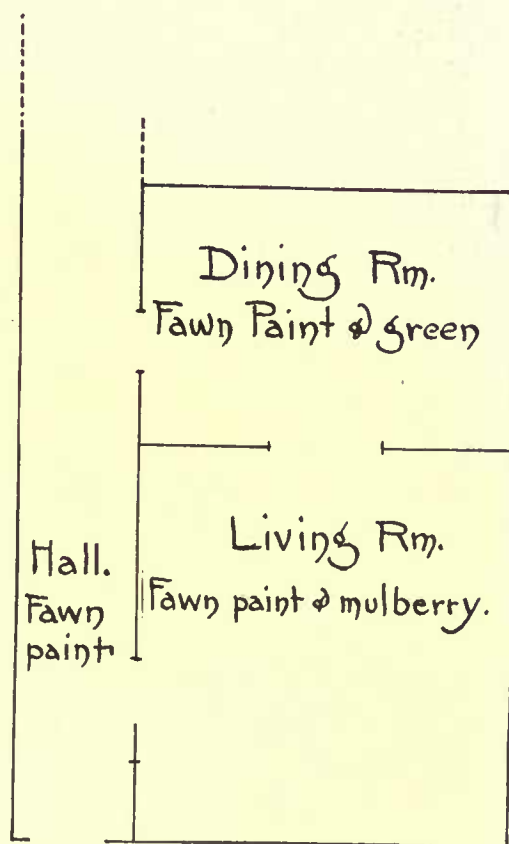 Dining Rm.
Fawn Paint & green
Living Rm.
Fawn paint & mulberry.
Hall.
Fawn
paint